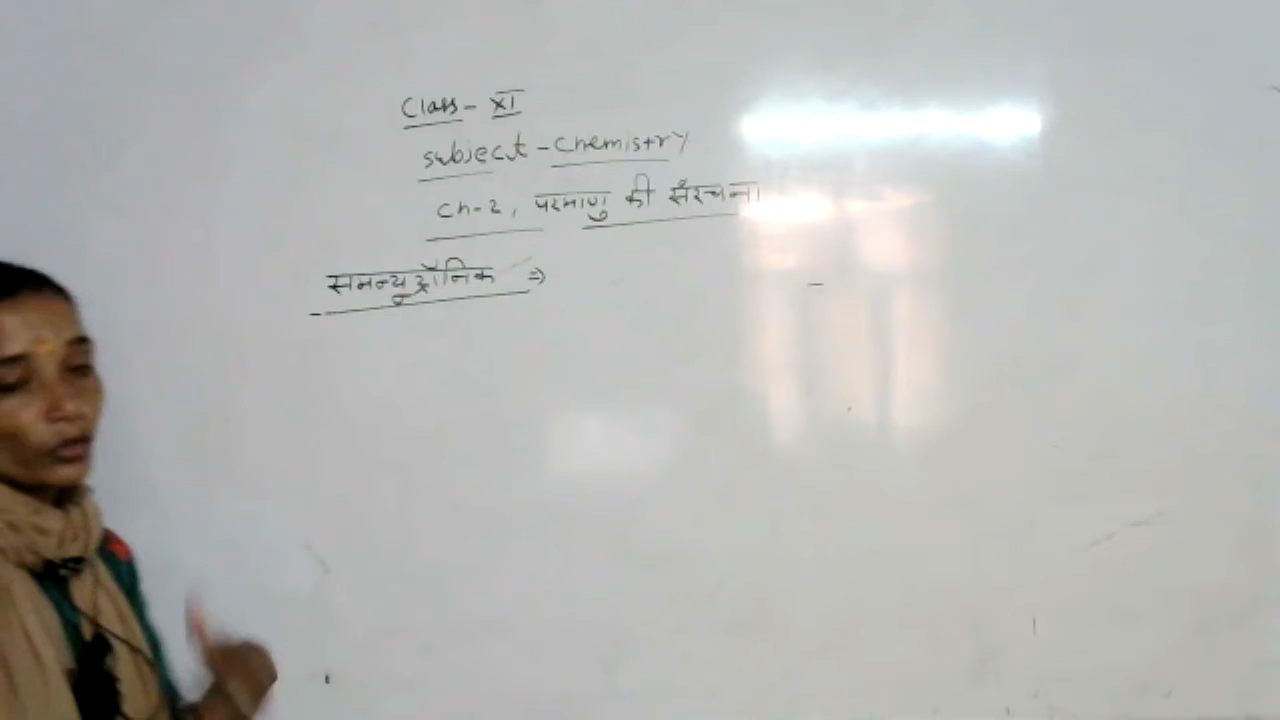 Class - XI
subject - chemistry
ch-2, परमाणु की संरचना
समन्यूट्रॉनिक =>